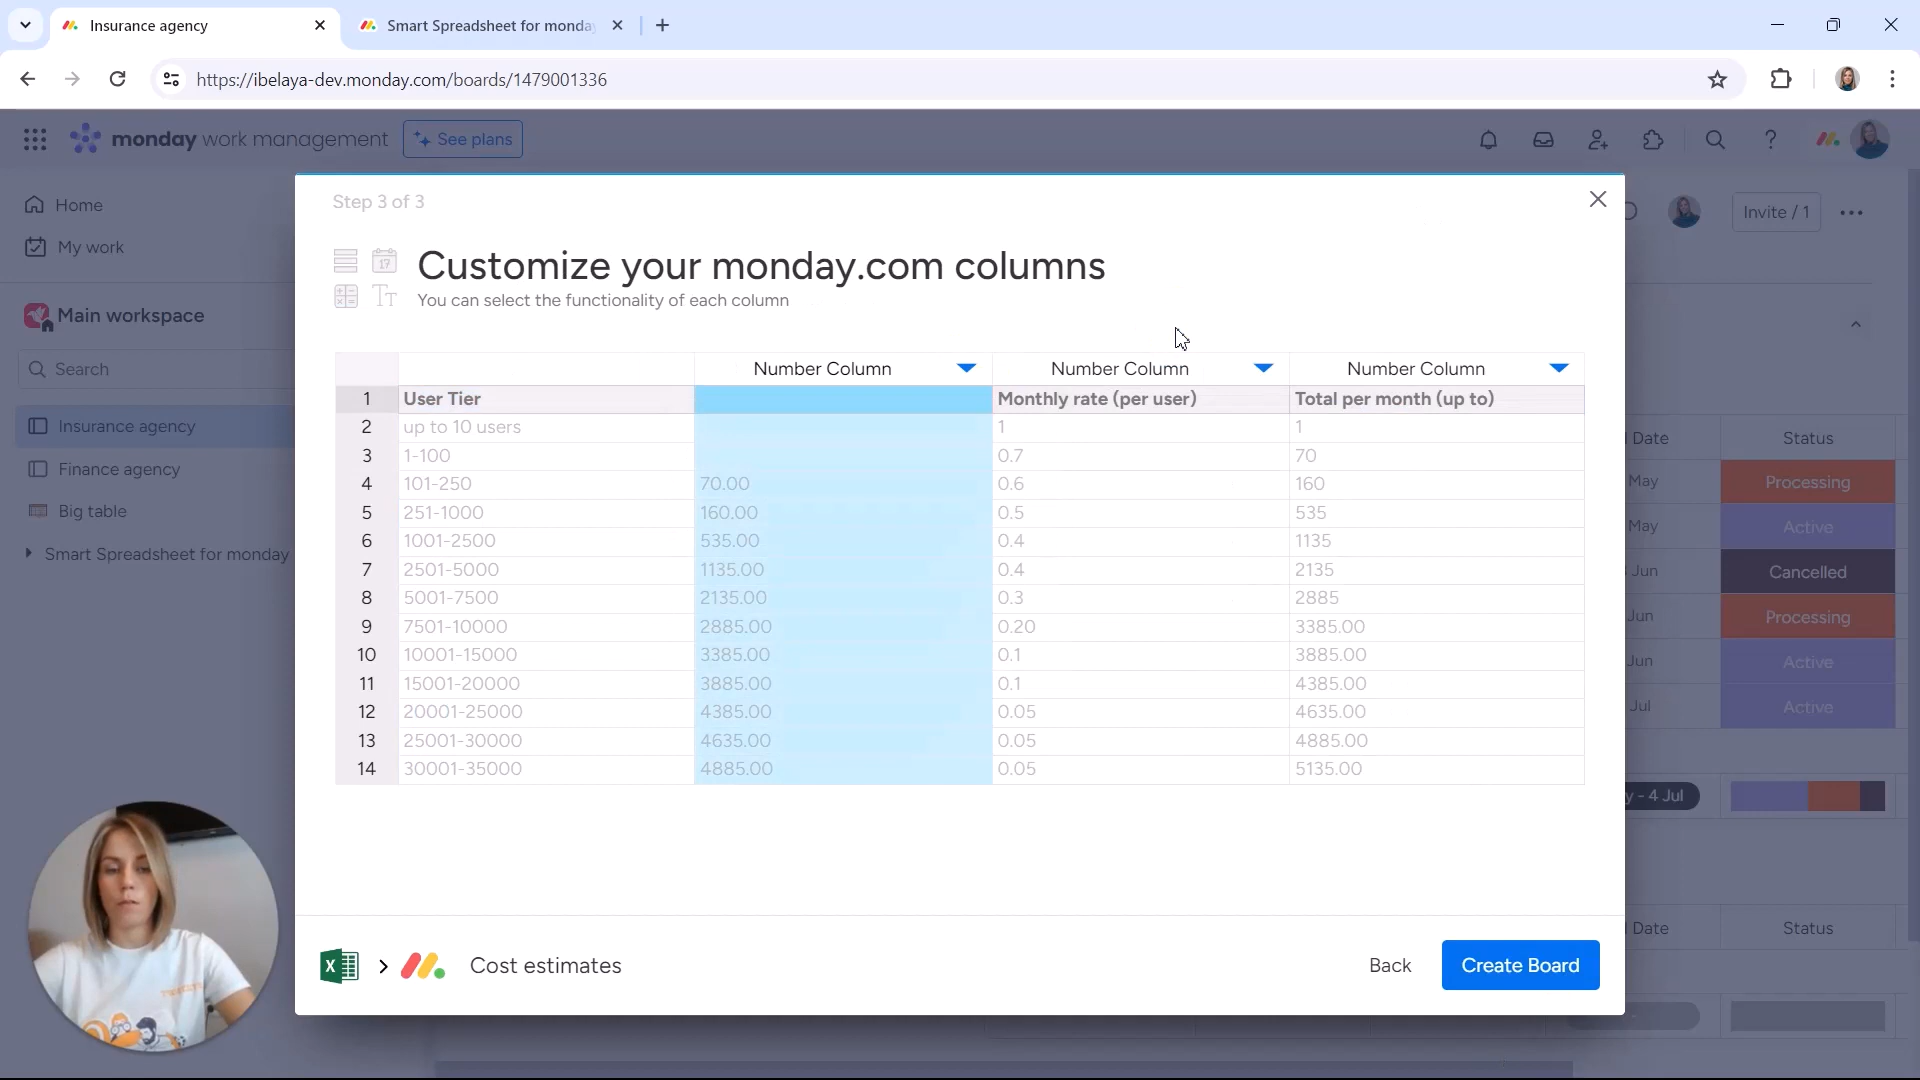 Insurance agency
Smart Spreadsheet for monday
https://ibelaya-dev.monday.com/boards/1479001336
monday work management
See plans
Home
My work
Main workspace
Search
Insurance agency
Finance agency
Big table
Smart Spreadsheet for monday
Invite / 1
Step 3 of 3
17
Tт
Customize your monday.com columns
You can select the functionality of each column
Number Column Number Column Number Column
1 User Tier Monthly rate (per user) Total per month (up to)
2 up to 10 users 1 1
3 1-100 0.7 70
4 101-250 70.00 0.6 160
5 251-1000 160.00 0.5 535
6 1001-2500 535.00 0.4 1135
7 2501-5000 1135.00 0.4 2135
8 5001-7500 2135.00 0.3 2885
9 7501-10000 2885.00 0.20 3385.00
10 10001-15000 3385.00 0.1 3885.00
11 15001-20000 3885.00 0.1 4385.00
12 20001-25000 4385.00 0.05 4635.00
13 25001-30000 4635.00 0.05 4885.00
14 30001-35000 4885.00 0.05 5135.00
Date Status
May Processing
May Active
Jun Cancelled
Jun Processing
Jun Active
Jul Active
- 4 Jul
Date Status
X
Cost estimates
Back
Create Board